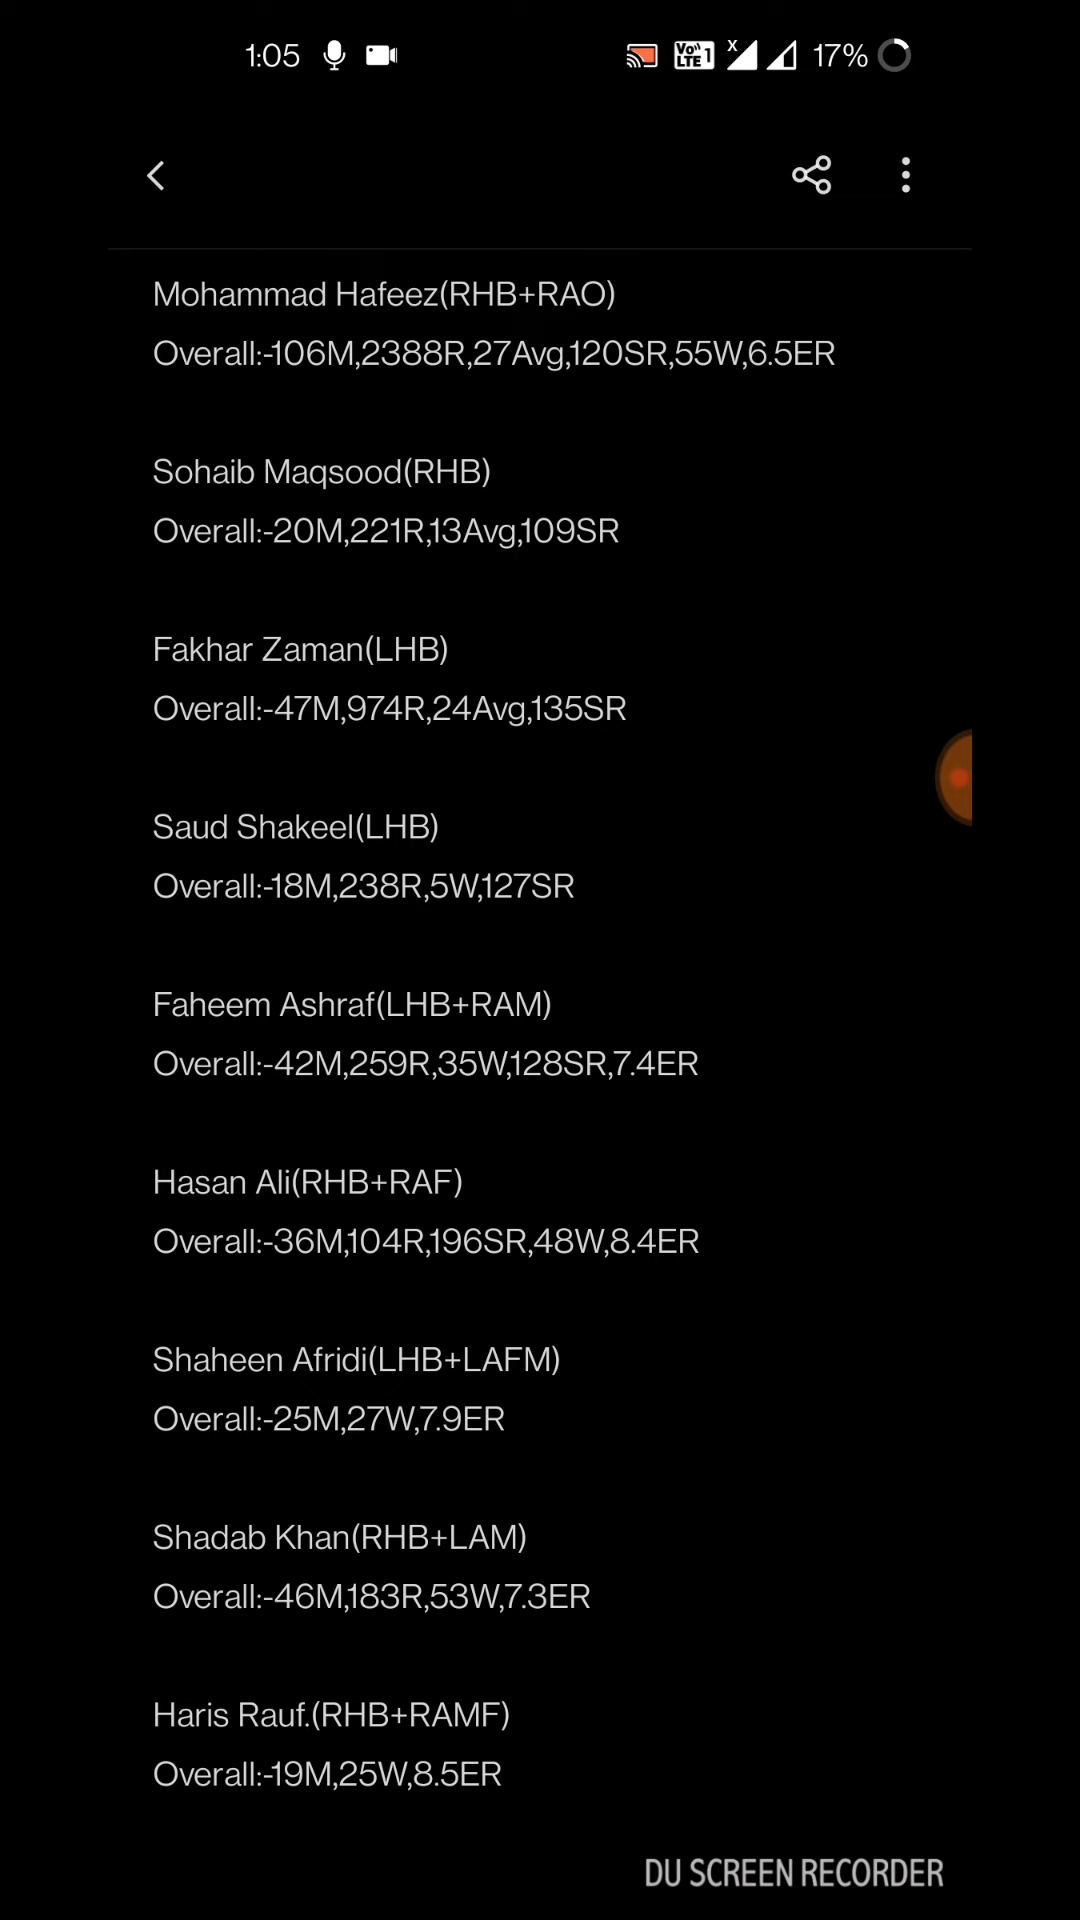 1:05 Vo)) LTE 1 x 17%
Mohammad Hafeez(RHB+RAO)
Overall:-106M,2388R,27Avg,120SR,55W,6.5ER
Sohaib Maqsood(RHB)
Overall:-20M,221R,13Avg,109SR
Fakhar Zaman(LHB)
Overall:-47M,974R,24Avg,135SR
Saud Shakeel(LHB)
Overall:-18M,238R,5W,127SR
Faheem Ashraf(LHB+RAM)
Overall:-42M,259R,35W,128SR,7.4ER
Hasan Ali(RHB+RAF)
Overall:-36M,104R,196SR,48W,8.4ER
Shaheen Afridi(LHB+LAFM)
Overall:-25M,27W,7.9ER
Shadab Khan(RHB+LAM)
Overall:-46M,183R,53W,7.3ER
Haris Rauf.(RHB+RAMF)
Overall:-19M,25W,8.5ER
DU SCREEN RECORDER